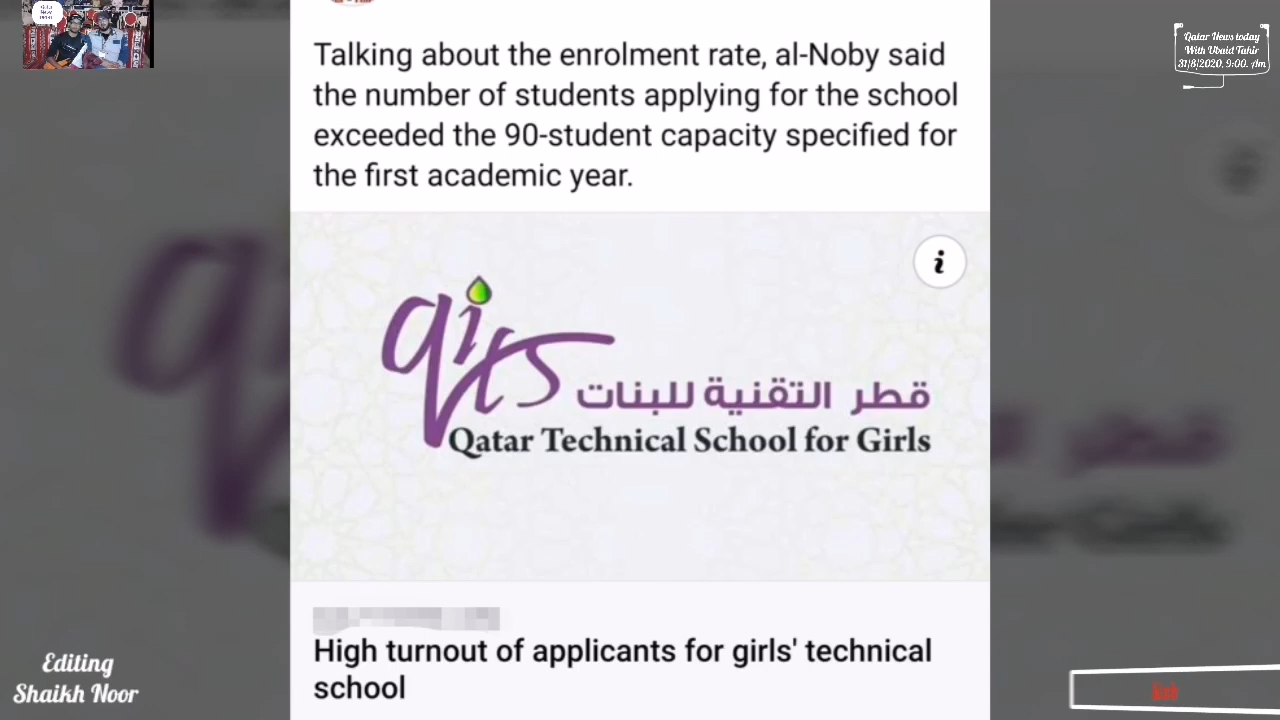 Qatar News today
With Ubaid Tahir
31/8/2020, 9:00. Am
Talking about the enrolment rate, al-Noby said
the number of students applying for the school
exceeded the 90-student capacity specified for
the first academic year.
i
qtts
قطر التقنية للبنات
Qatar Technical School for Girls
High turnout of applicants for girls' technical
school
Editing
Shaikh Noor